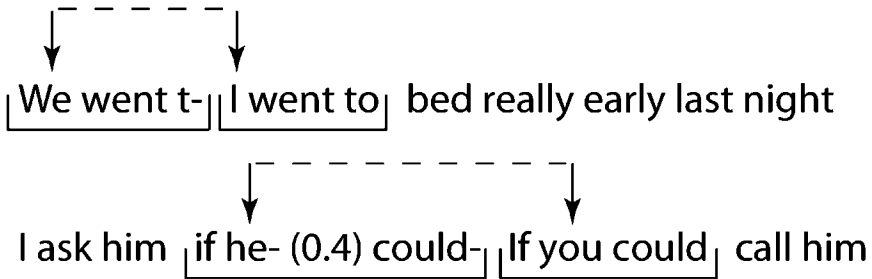 We went t- I went to bed really early last night
I ask him if he- (0.4) could- If you could call him